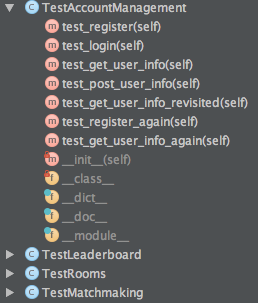 TestAccountManagement
test_register(self)
test_login(self)
test_get_user_info(self)
test_post_user_info(self)
test_get_user_info_revisited(self)
test_register_again(self)
test_get_user_info_again(self)
__init__(self)
__class__
__dict__
__doc__
__module__
TestLeaderboard
TestRooms
TestMatchmaking